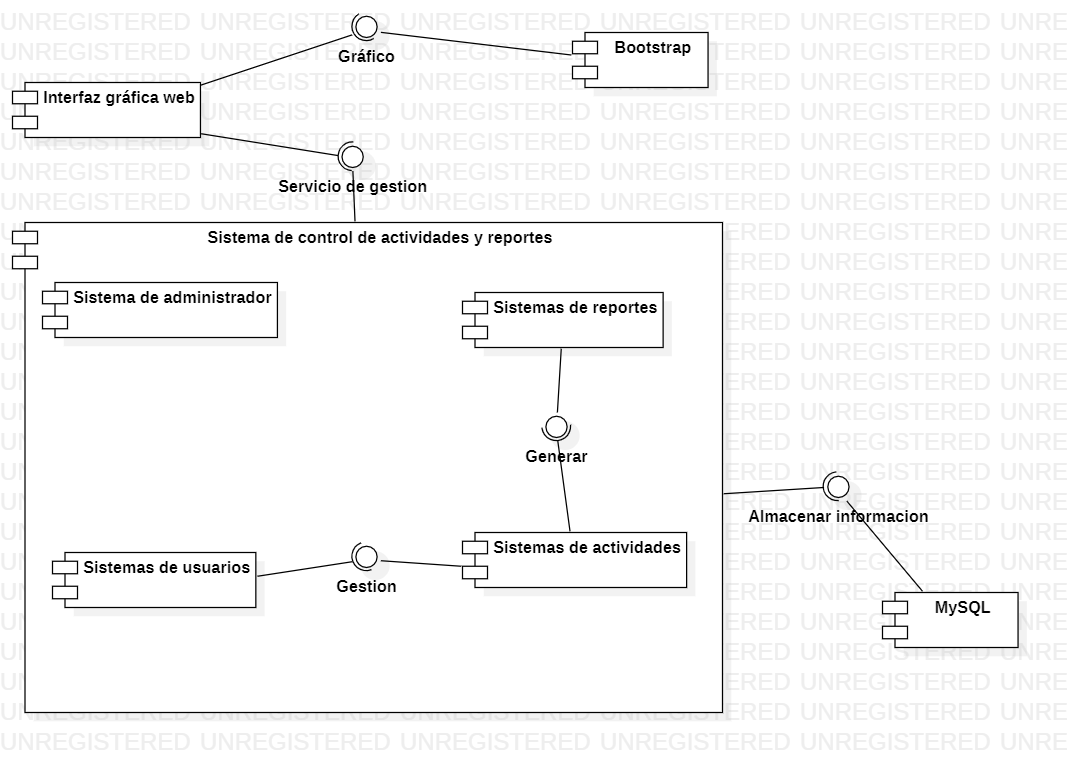 Gráfico
Bootstrap
Interfaz gráfica web
Servicio de gestion
Sistema de control de actividades y reportes
Sistema de administrador
Sistemas de reportes
Generar
Almacenar informacion
Sistemas de usuarios
Gestion
Sistemas de actividades
MySQL
UNREGISTERED